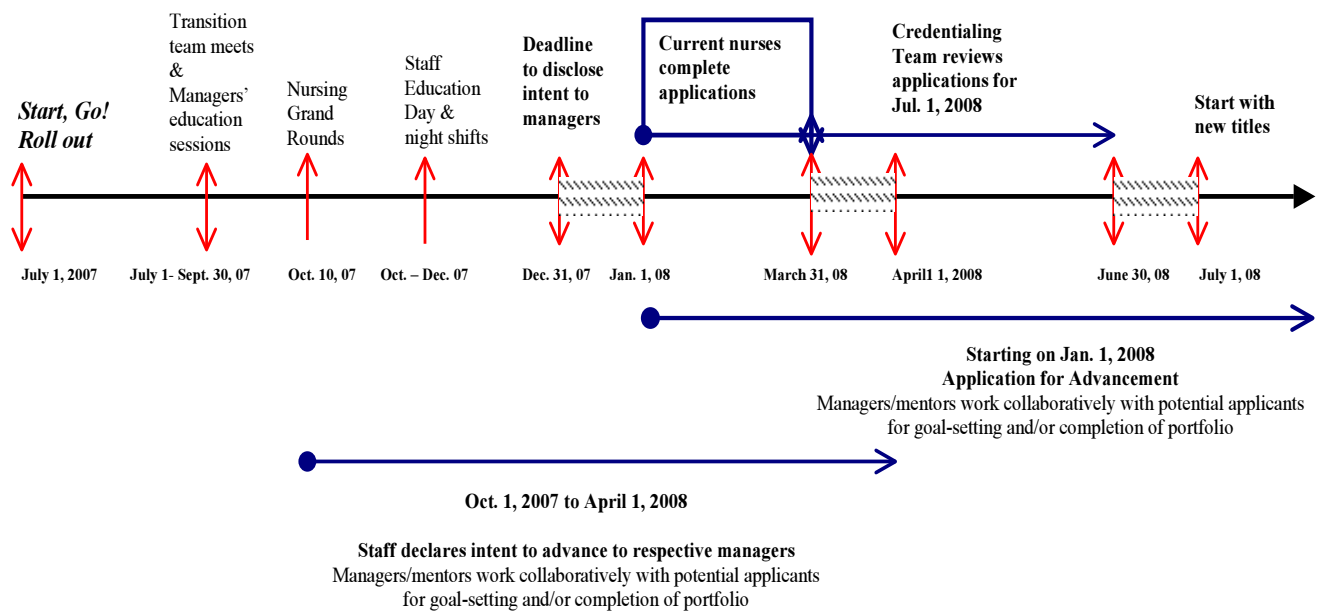 Start, Go!
Roll out
Transition
team meets
&
Managers’
education
sessions
Nursing
Grand
Rounds
Staff
Education
Day &
night shifts
Deadline
to disclose
intent to
managers
Current nurses
complete
applications
Credentialing
Team reviews
applications for
Jul. 1, 2008
Start with
new titles
July 1, 2007
July 1- Sept. 30, 07
Oct. 10, 07
Oct. – Dec. 07
Dec. 31, 07
Jan. 1, 08
March 31, 08
April1 1, 2008
June 30, 08
July 1, 08
Starting on Jan. 1, 2008
Application for Advancement
Managers/mentors work collaboratively with potential applicants
for goal-setting and/or completion of portfolio
Oct. 1, 2007 to April 1, 2008
Staff declares intent to advance to respective managers
Managers/mentors work collaboratively with potential applicants
for goal-setting and/or completion of portfolio